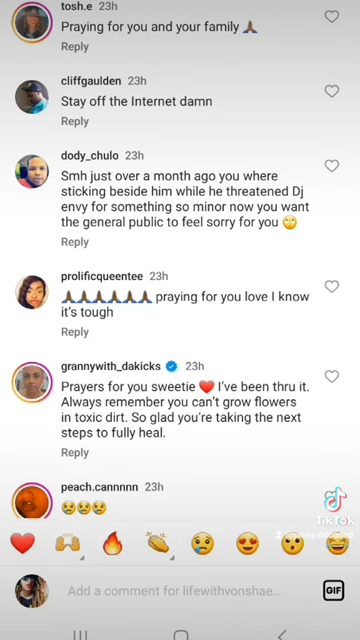 tosh.e 23h
Praying for you and your family 🙏🏾
Reply
cliffgaulden 23h
Stay off the Internet damn
Reply
dody_chulo 23h
Smh just over a month ago you where
sticking beside him while he threatened Dj
envy for something so minor now you want
the general public to feel sorry for you 🙄
Reply
prolificqueentee 23h
🙏🏾🙏🏾🙏🏾🙏🏾🙏🏾🙏🏾 praying for you love I know
it's tough
Reply
grannywith_dakicks 23h
Prayers for you sweetie ❤️ I've been thru it.
Always remember you can't grow flowers
in toxic dirt. So glad you're taking the next
steps to fully heal.
Reply
peach.cannnnn 23h
😢😢😢
TikTok
❤️ 🙌🏼 🔥 👏🏼 😢 😍 😮 😅
Add a comment for lifewithvonshae...
GIF